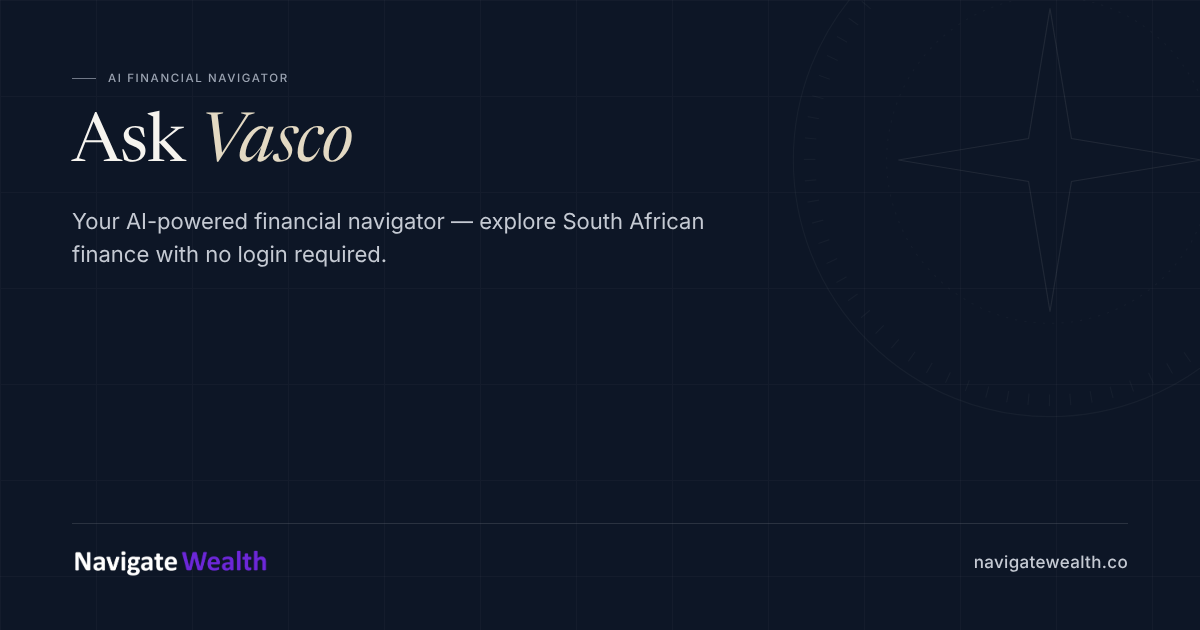 AI FINANCIAL NAVIGATOR
Ask Vasco
Your AI-powered financial navigator — explore South African
finance with no login required.
Navigate Wealth
navigatewealth.co